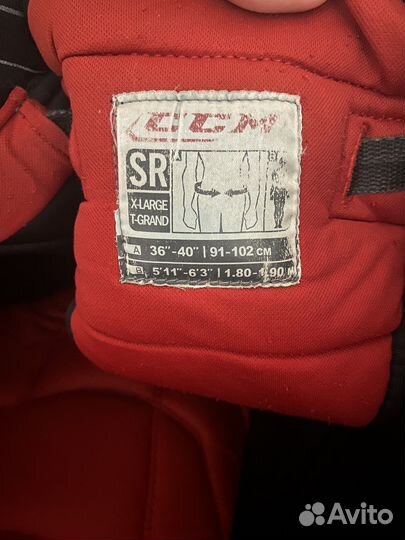 CCM
SR
X-LARGE
T-GRAND
A 36"-40" | 91-102 CM
B 5'11"-6'3" | 1.80-1.90 M
Avito